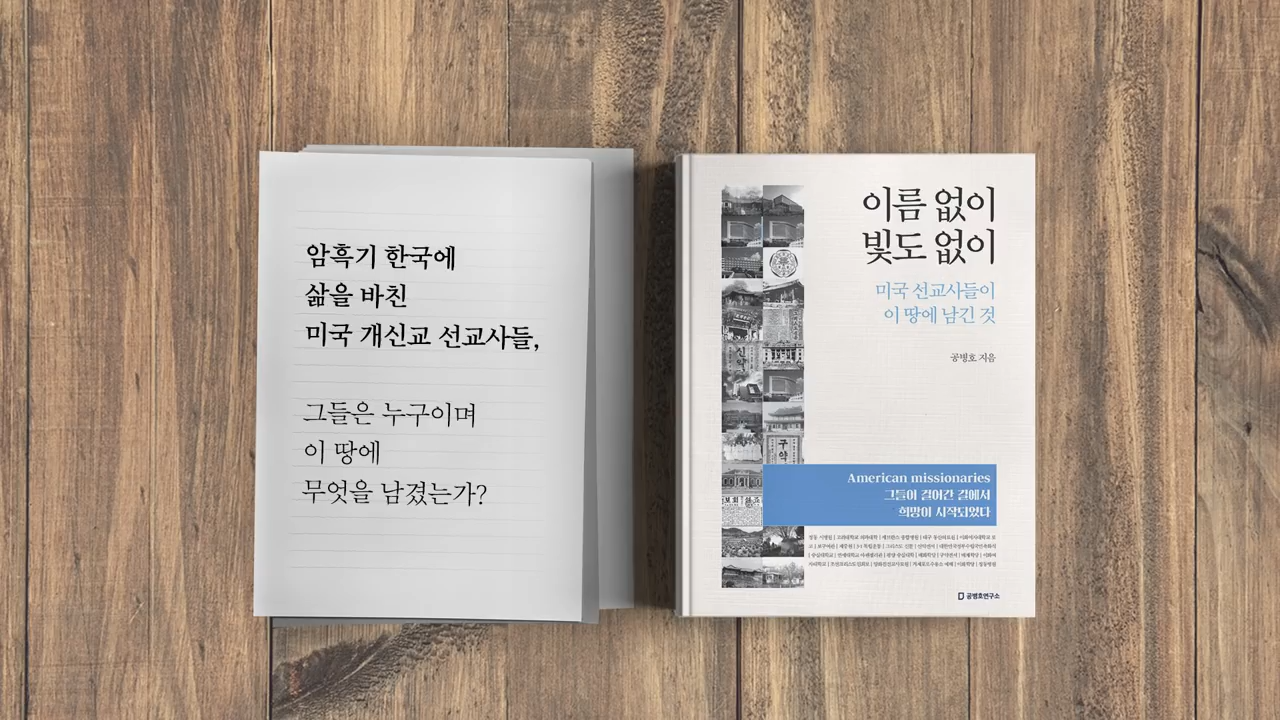 암흑기 한국에
삶을 바친
미국 개신교 선교사들,
그들은 누구이며
이 땅에
무엇을 남겼는가?
이름 없이
빛도 없이
미국 선교사들이
이 땅에 남긴 것
공병호 지음
구약
American missionaries
그들이 걸어간 길에서
희망이 시작되었다
공병호연구소